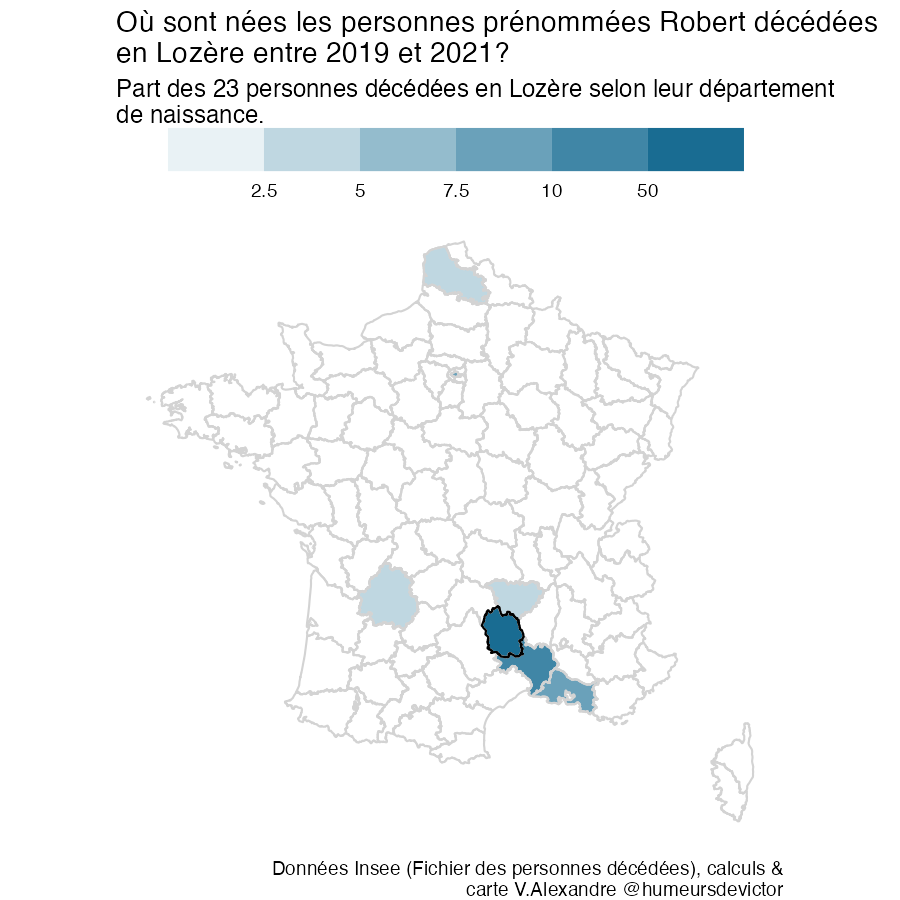 Où sont nées les personnes prénommées Robert décédées
en Lozère entre 2019 et 2021?
Part des 23 personnes décédées en Lozère selon leur département
de naissance.
2.5 5 7.5 10 50
Données Insee (Fichier des personnes décédées), calculs &
carte V.Alexandre @humeursdevictor